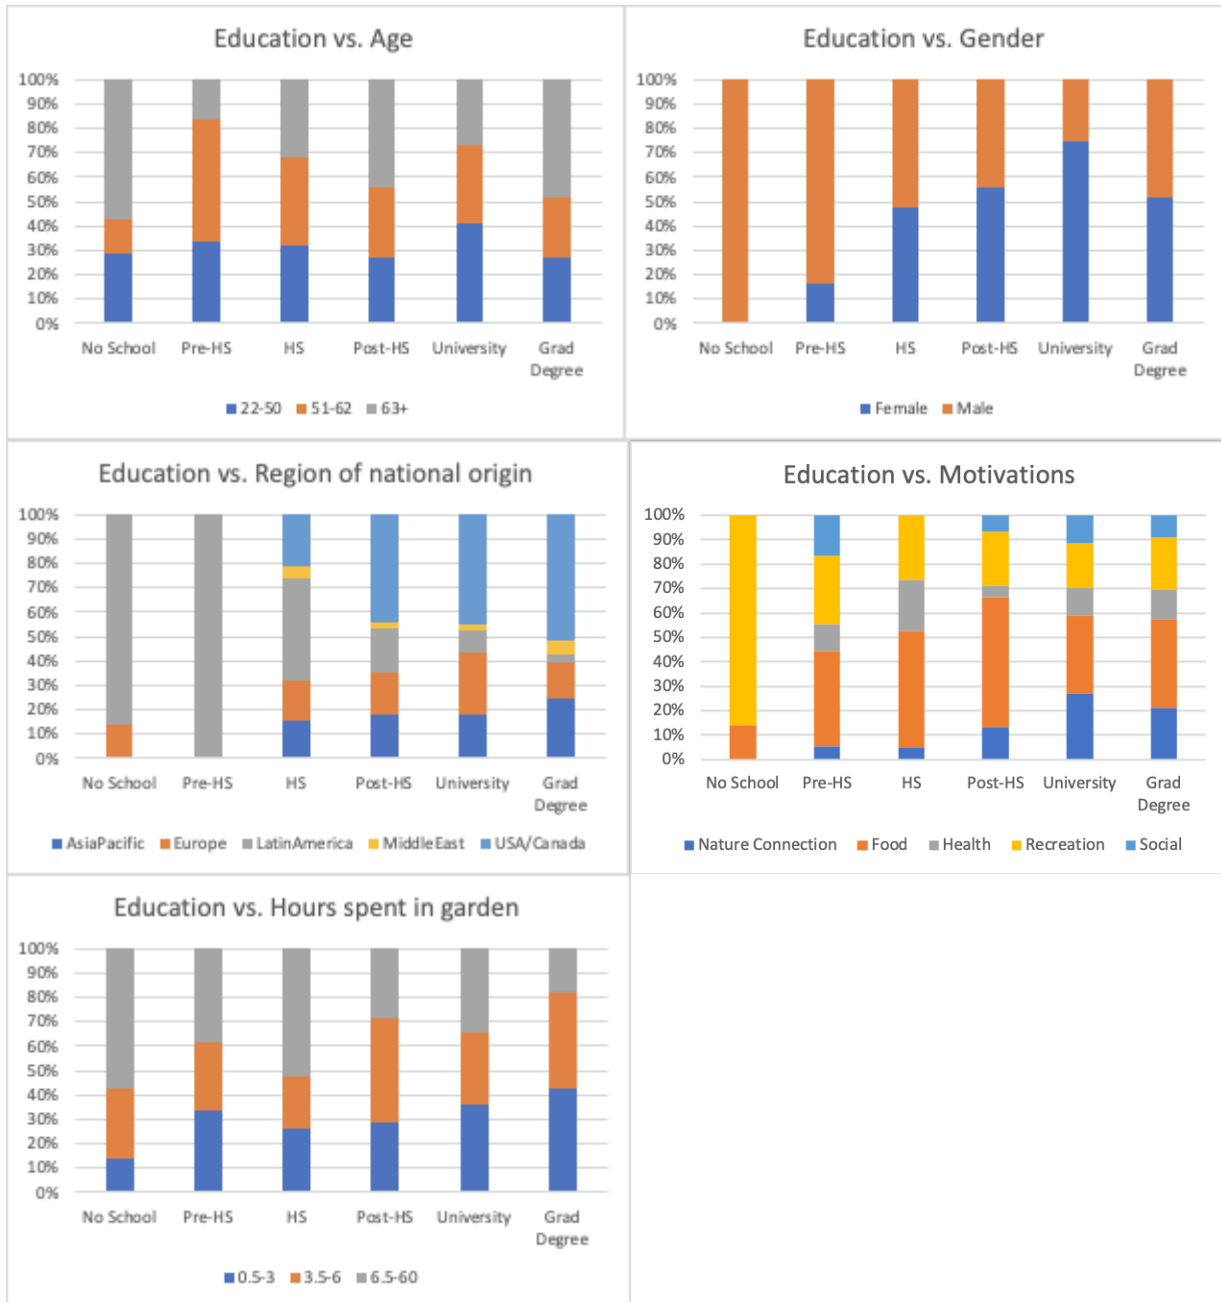 Education vs. Age
100%
90%
80%
70%
60%
50%
40%
30%
20%
10%
0%
No School Pre-HS HS Post-HS University Grad
Degree
22-50 51-62 63+
Education vs. Gender
100%
90%
80%
70%
60%
50%
40%
30%
20%
10%
0%
No School Pre-HS HS Post-HS University Grad
Degree
Female Male
Education vs. Region of national origin
100%
90%
80%
70%
60%
50%
40%
30%
20%
10%
0%
No School Pre-HS HS Post-HS University Grad
Degree
AsiaPacific Europe LatinAmerica MiddleEast USA/Canada
Education vs. Motivations
100%
90%
80%
70%
60%
50%
40%
30%
20%
10%
0%
No School Pre-HS HS Post-HS University Grad
Degree
Nature Connection Food Health Recreation Social
Education vs. Hours spent in garden
100%
90%
80%
70%
60%
50%
40%
30%
20%
10%
0%
No School Pre-HS HS Post-HS University Grad
Degree
0.5-3 3.5-6 6.5-60